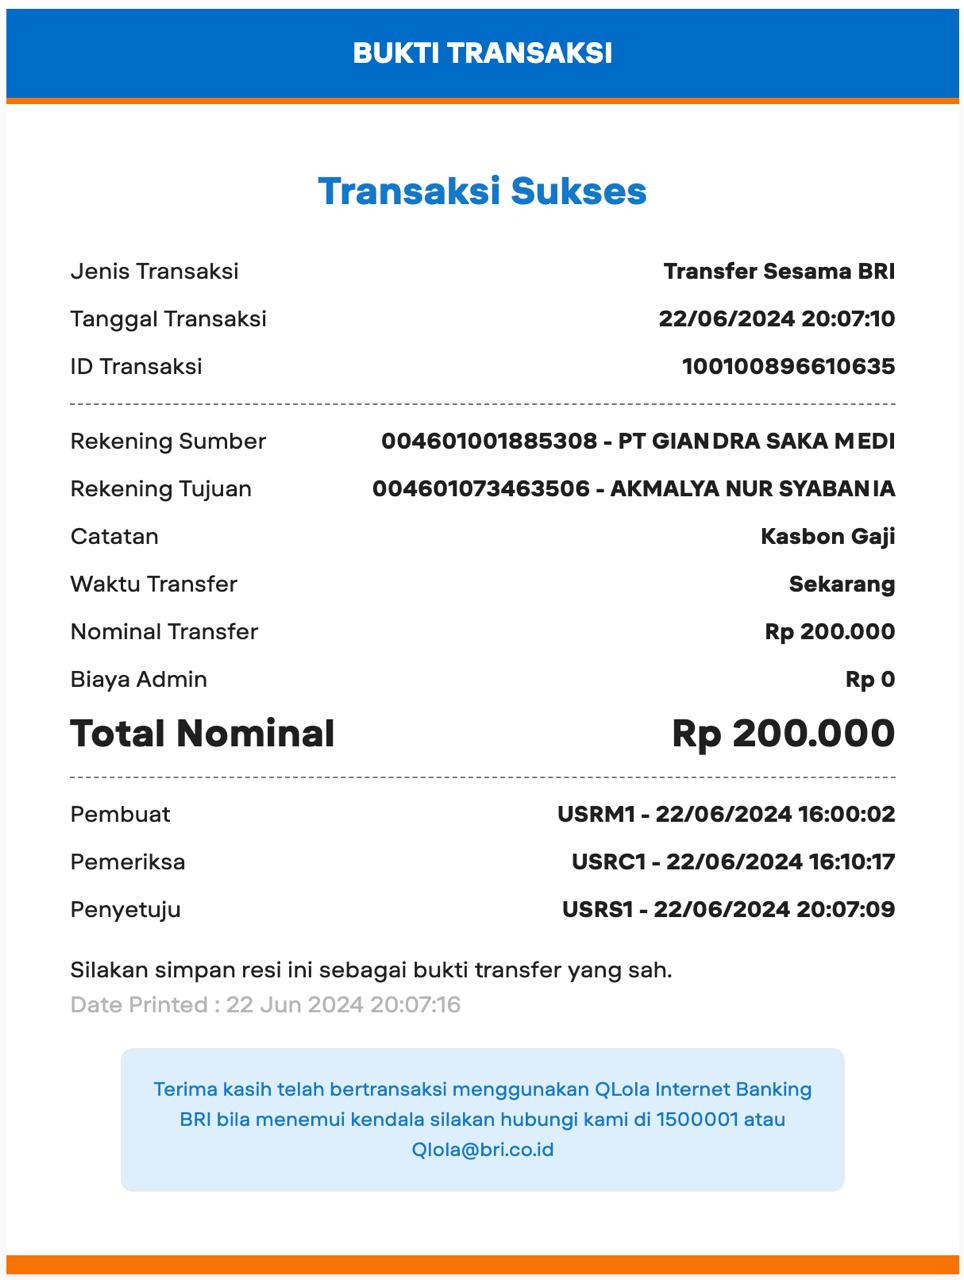 BUKTI TRANSAKSI
Transaksi Sukses
Jenis Transaksi Transfer Sesama BRI
Tanggal Transaksi 22/06/2024 20:07:10
ID Transaksi 100100896610635
Rekening Sumber 004601001885308 - PT GIANDRA SAKA MEDI
Rekening Tujuan 004601073463506 - AKMALYA NUR SYABANIA
Catatan Kasbon Gaji
Waktu Transfer Sekarang
Nominal Transfer Rp 200.000
Biaya Admin Rp 0
Total Nominal Rp 200.000
Pembuat USRM1 - 22/06/2024 16:00:02
Pemeriksa USRC1 - 22/06/2024 16:10:17
Penyetuju USRS1 - 22/06/2024 20:07:09
Silakan simpan resi ini sebagai bukti transfer yang sah.
Date Printed : 22 Jun 2024 20:07:16
Terima kasih telah bertransaksi menggunakan QLola Internet Banking
BRI bila menemui kendala silakan hubungi kami di 1500001 atau
Qlola@bri.co.id